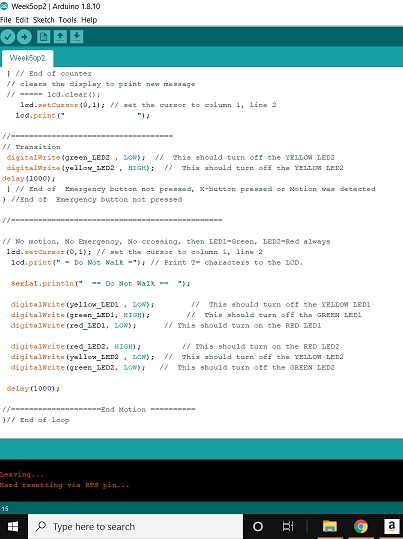 Week5op2 | Arduino 1.8.10
File Edit Sketch Tools Help
Week5op2
} // End of counter
// clears the display to print new message
// ===== lcd.clear();
lcd.setCursor(0,1); // set the cursor to column 1, line 2
lcd.print("                ");
//======================================
// Transition
digitalWrite(green_LED2 , LOW); // This should turn off the YELLOW LED2
digitalWrite(yellow_LED2 , HIGH); // This should turn off the YELLOW LED2
delay(1000);
} // End of Emergency button not pressed, X-button pressed or Motion was detected
} //End of Emergency button not pressed
//==================================================
// No motion, No Emergency, No crossing, then LED1=Green, LED2=Red always
lcd.setCursor(0,1); // set the cursor to column 1, line 2
lcd.print(" = Do Not Walk ="); // Print T= characters to the LCD.
Serial.println(" == Do Not Walk == ");
digitalWrite(yellow_LED1 , LOW); // This should turn off the YELLOW LED1
digitalWrite(green_LED1, HIGH); // This should turn off the GREEN LED1
digitalWrite(red_LED1, LOW); // This should turn on the RED LED1
digitalWrite(red_LED2, HIGH); // This should turn on the RED LED2
digitalWrite(yellow_LED2 , LOW); // This should turn off the YELLOW LED2
digitalWrite(green_LED2, LOW); // This should turn off the GREEN LED2
delay(1000);
//=====================End Motion ==========
}// End of loop
Leaving...
Hard resetting via RTS pin...
15
Type here to search
a